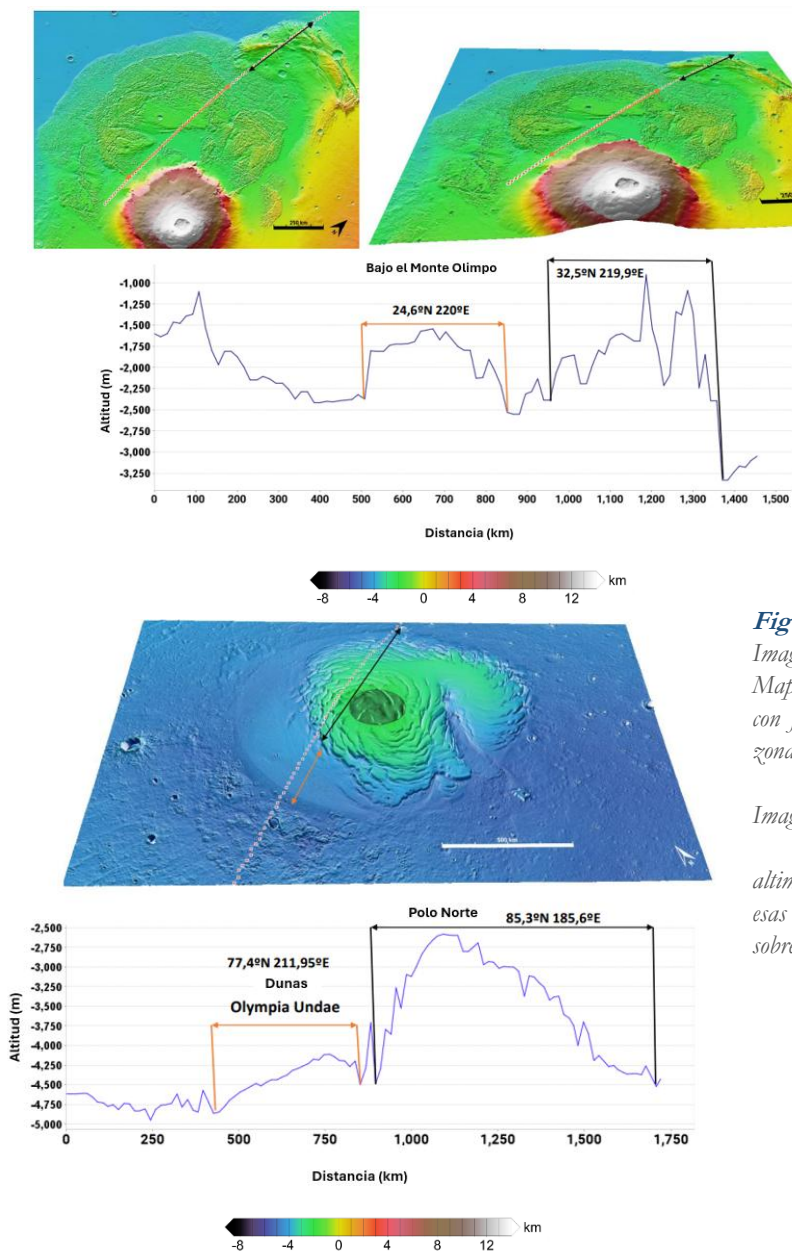 250 km
250
Bajo el Monte Olimpo
32,5ºN 219,9ºE
24,6ºN 220ºE
Altitud (m)
-1,000
-1,250
-1,500
-1,750
-2,000
-2,250
-2,500
-2,750
-3,000
-3,250
0 100 200 300 400 500 600 700 800 900 1,000 1,100 1,200 1,300 1,400 1,500
Distancia (km)
km
-8 -4 0 4 8 12
Fig
Imag
Map
con
zond
Imag
altim
esas
sobre
500 km
Polo Norte
85,3ºN 185,6ºE
77,4ºN 211,95ºE
Dunas
Olympia Undae
Altitud (m)
-2,500
-2,750
-3,000
-3,250
-3,500
-3,750
-4,000
-4,250
-4,500
-4,750
-5,000
0 250 500 750 1,000 1,250 1,500 1,750
Distancia (km)
km
-8 -4 0 4 8 12